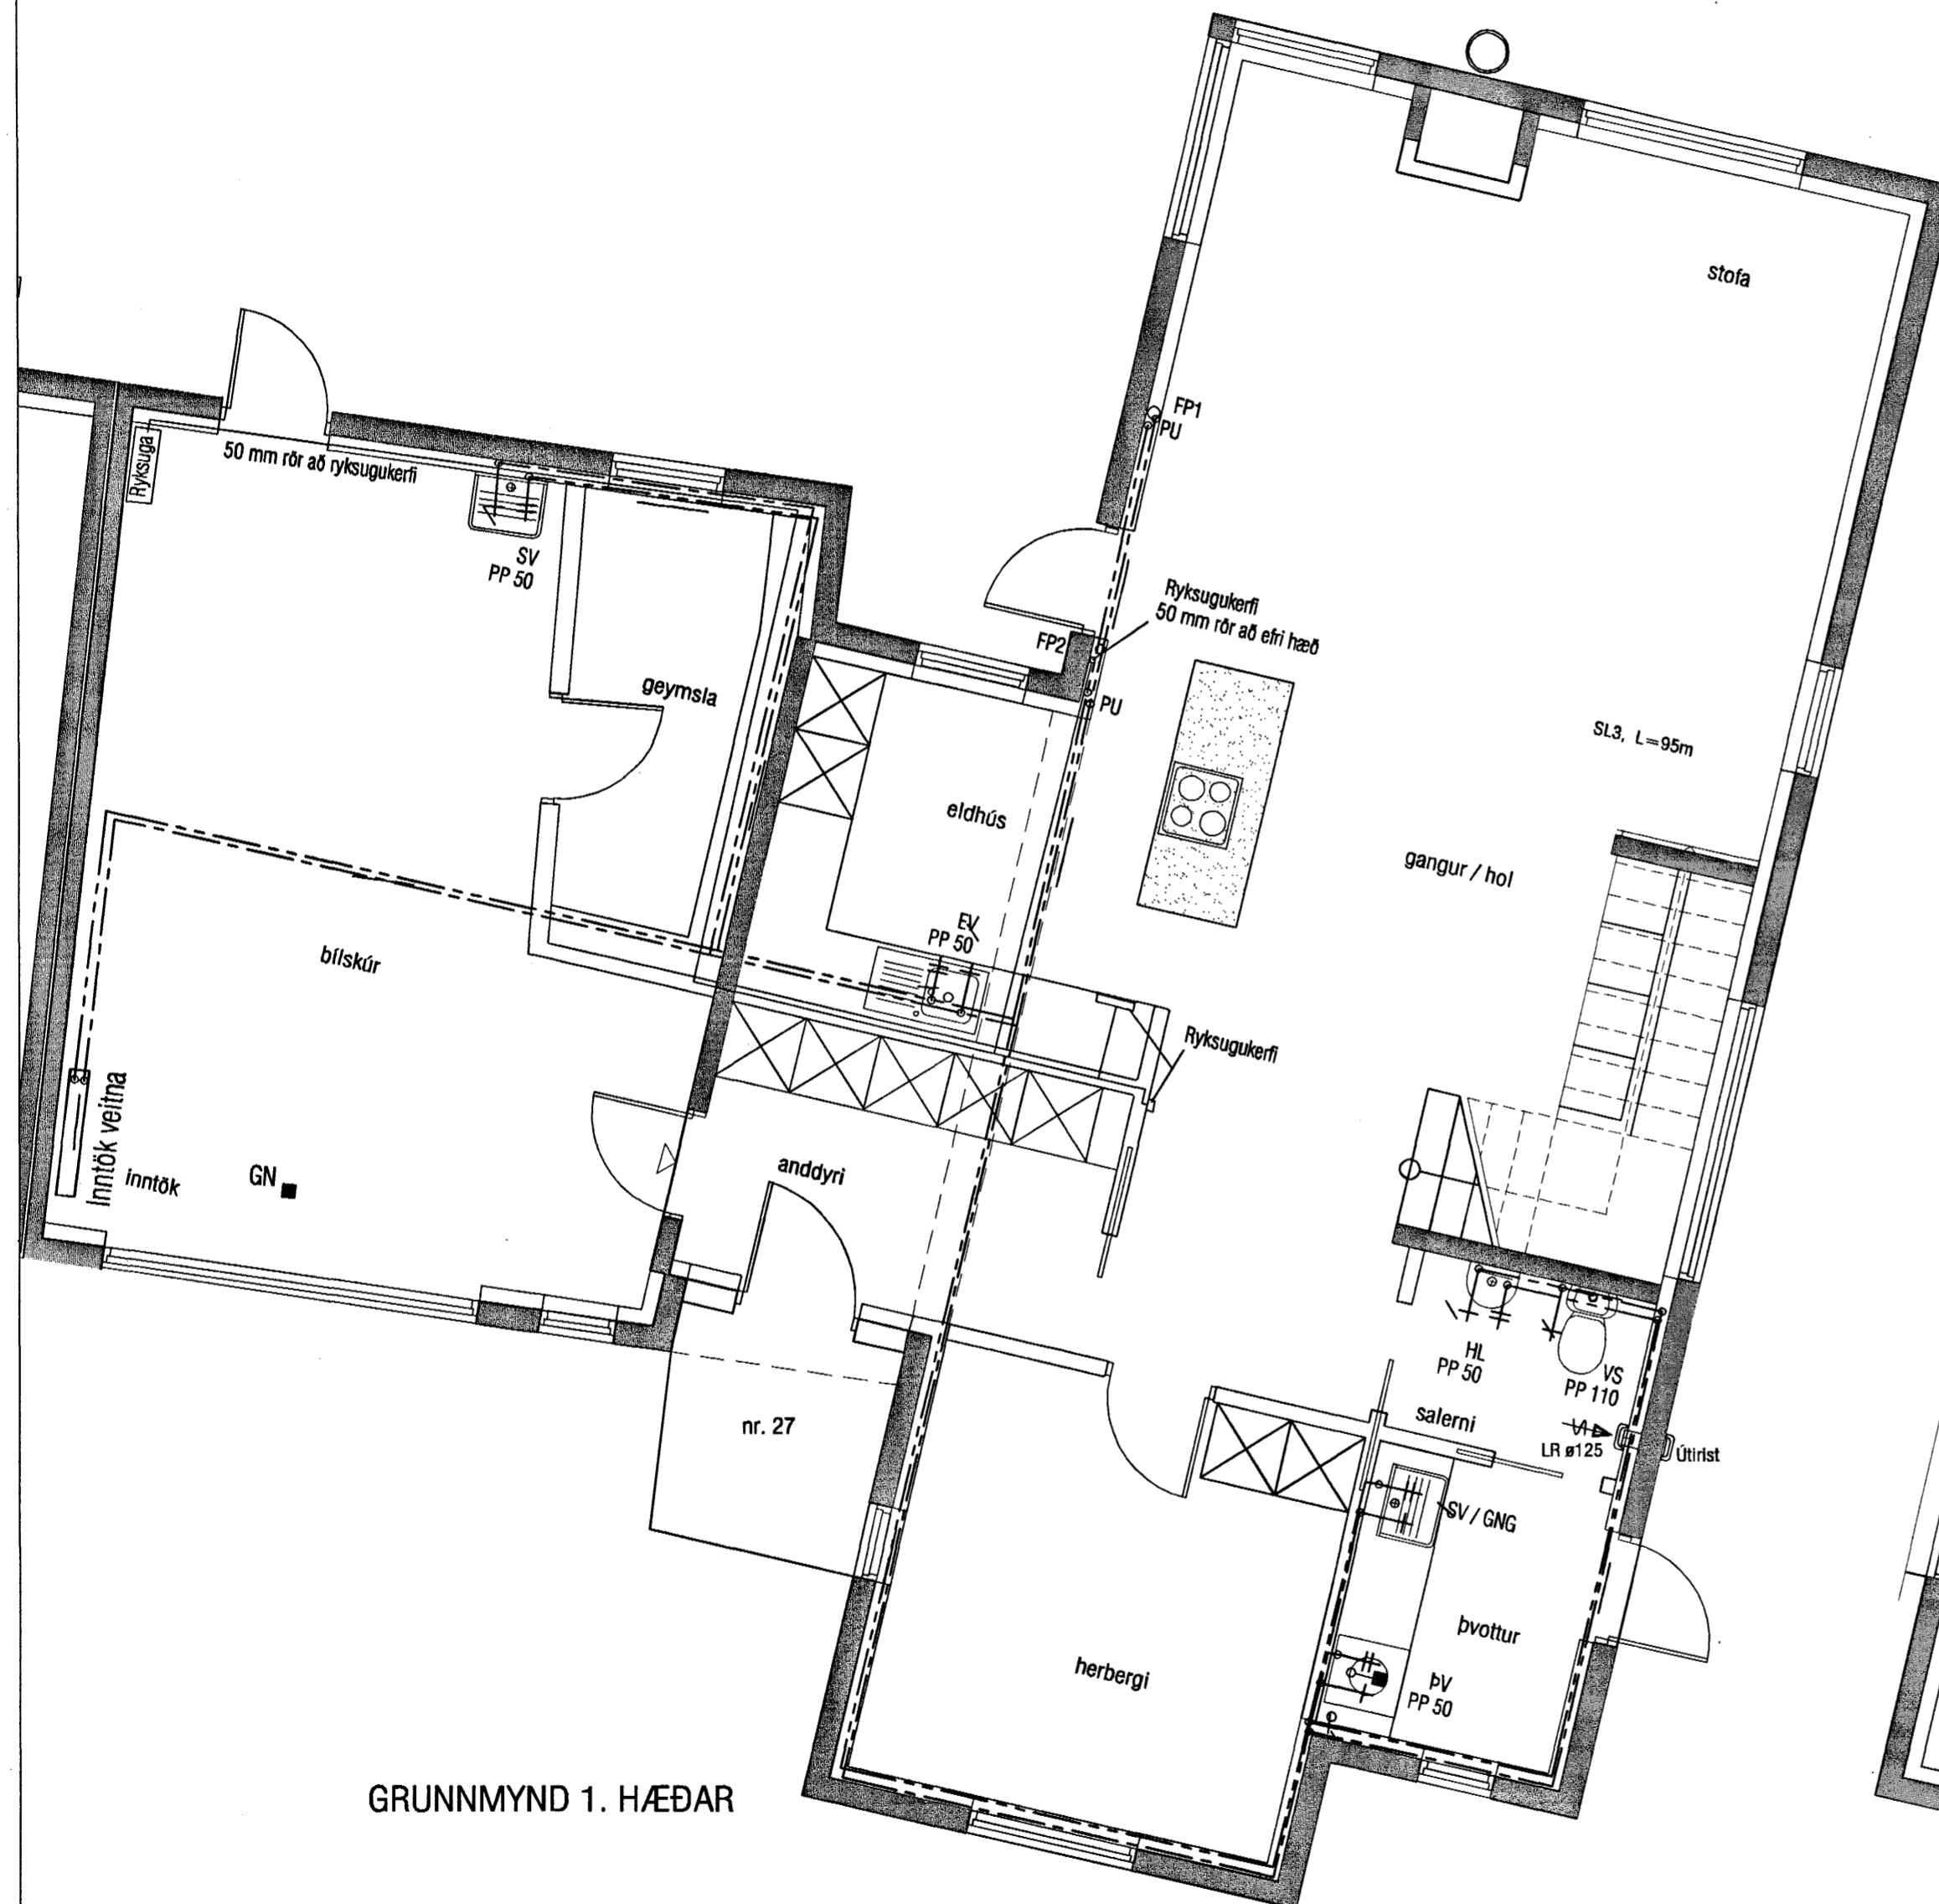 stofa
FP1
PU
Ryksuga
50 mm rör að ryksugukerfi
SV
PP 50
Ryksugukerfi
50 mm rör að efri hæð
FP2
PU
geymsla
SL3, L=95m
eldhús
gangur / hol
EV
PP 50
bílskúr
Ryksugukerfi
Inntök veitna
inntök
GN
anddyri
HL
PP 50
VS
PP 110
salerni
LR ø125
Útirist
nr. 27
SV / GNG
þvottur
herbergi
ÞV
PP 50
GRUNNMYND 1. HÆÐAR